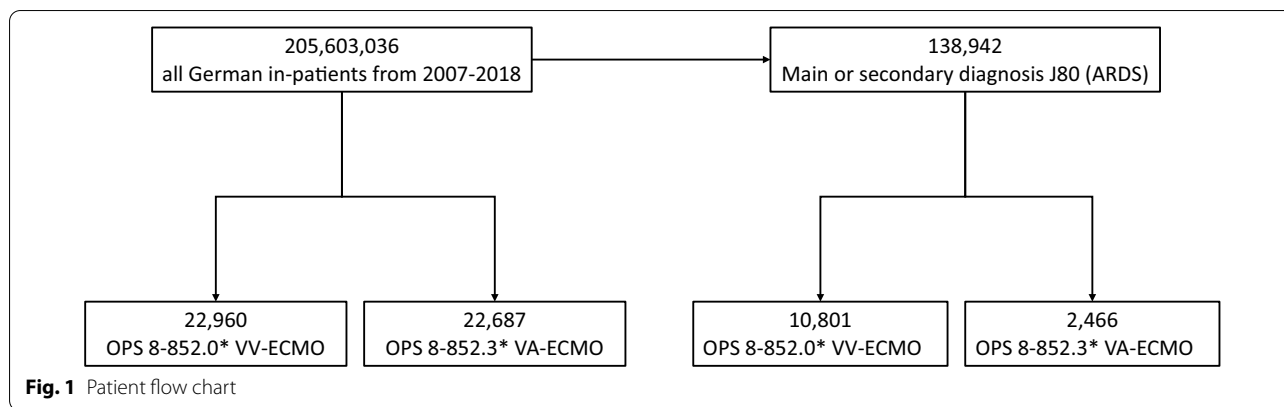 205,603,036
all German in-patients from 2007-2018
138,942
Main or secondary diagnosis J80 (ARDS)
22,960
OPS 8-852.0* VV-ECMO
22,687
OPS 8-852.3* VA-ECMO
10,801
OPS 8-852.0* VV-ECMO
2,466
OPS 8-852.3* VA-ECMO
Fig. 1 Patient flow chart